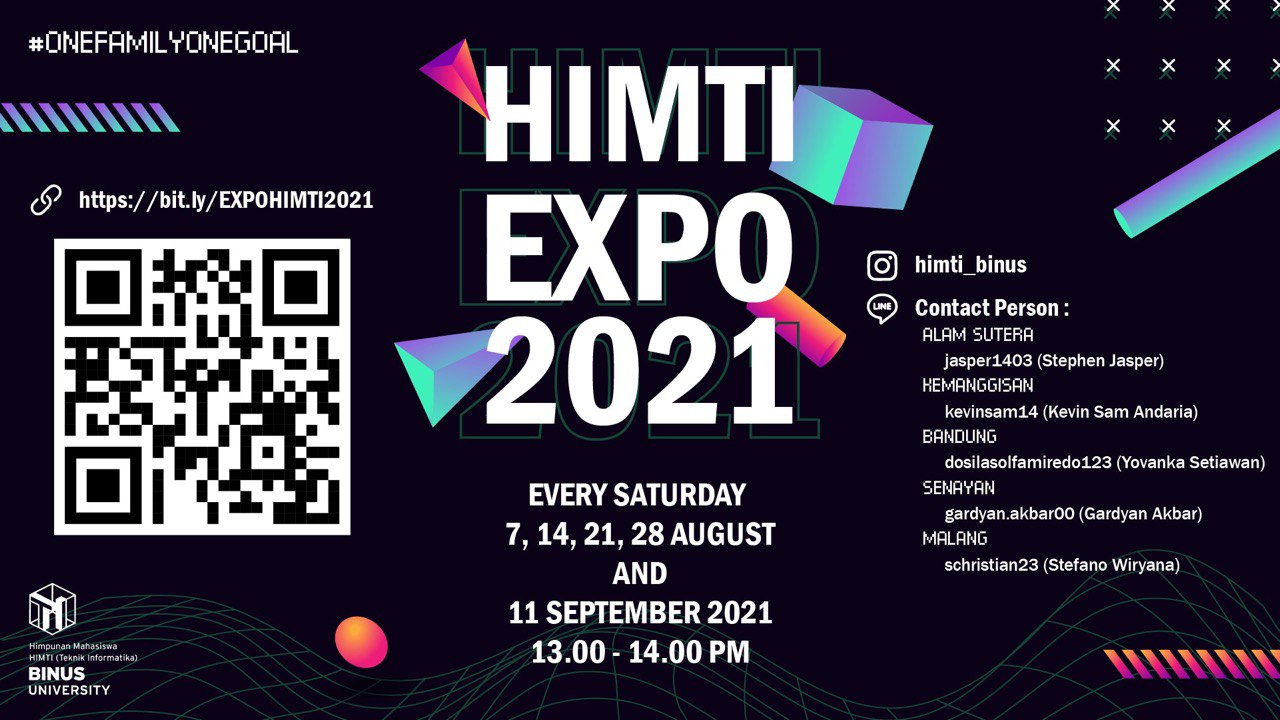 #ONEFAMILYONEGOAL
https://bit.ly/EXPOHIMTI2021
HIMTI
EXPO
2021
EVERY SATURDAY
7, 14, 21, 28 AUGUST
AND
11 SEPTEMBER 2021
13.00 - 14.00 PM
himti_binus
LINE
Contact Person :
ALAM SUTERA
jasper1403 (Stephen Jasper)
KEMANGGISAN
kevinsam14 (Kevin Sam Andaria)
BANDUNG
dosilasolfamiredo123 (Yovanka Setiawan)
SENAYAN
gardyan.akbar00 (Gardyan Akbar)
MALANG
schristian23 (Stefano Wiryana)
Himpunan Mahasiswa
HIMTI (Teknik Informatika)
BINUS
UNIVERSITY